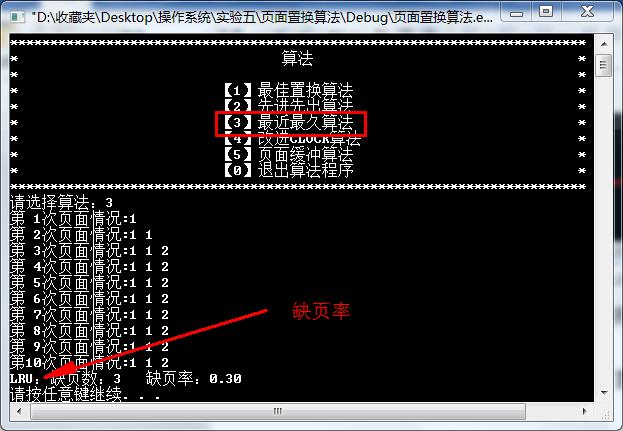 "D:\收藏夹\Desktop\操作系统\实验五\页面置换算法\Debug\页面置换算法.e...
算法
【1】最佳置换算法
【2】先进先出算法
【3】最近最久算法
【4】改进CLOCK算法
【5】页面缓冲算法
【0】退出算法程序
请选择算法：3
第 1次页面情况:1
第 2次页面情况:1 1
第 3次页面情况:1 1 2
第 4次页面情况:1 1 2
第 5次页面情况:1 1 2
第 6次页面情况:1 1 2
第 7次页面情况:1 1 2
第 8次页面情况:1 1 2
第 9次页面情况:1 1 2
第10次页面情况:1 1 2
缺页率
LRU：缺页数：3 缺页率：0.30
请按任意键继续. . .